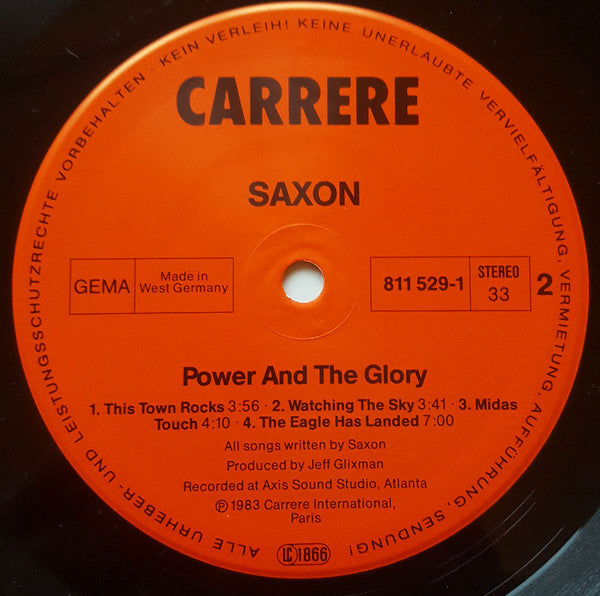 ALLE URHEBER- UND LEISTUNGSSCHUTZRECHTE VORBEHALTEN · KEIN VERLEIH! KEINE UNERLAUBTE VERVIELFÄLTIGUNG, VERMIETUNG, AUFFÜHRUNG, SENDUNG!
CARRERE
SAXON
GEMA
Made in
West Germany
811 529-1
STEREO
33
2
Power And The Glory
1. This Town Rocks 3:56 · 2. Watching The Sky 3:41 · 3. Midas
Touch 4:10 · 4. The Eagle Has Landed 7:00
All songs written by Saxon
Produced by Jeff Glixman
Recorded at Axis Sound Studio, Atlanta
Ⓟ 1983 Carrere International,
Paris
LC 1866